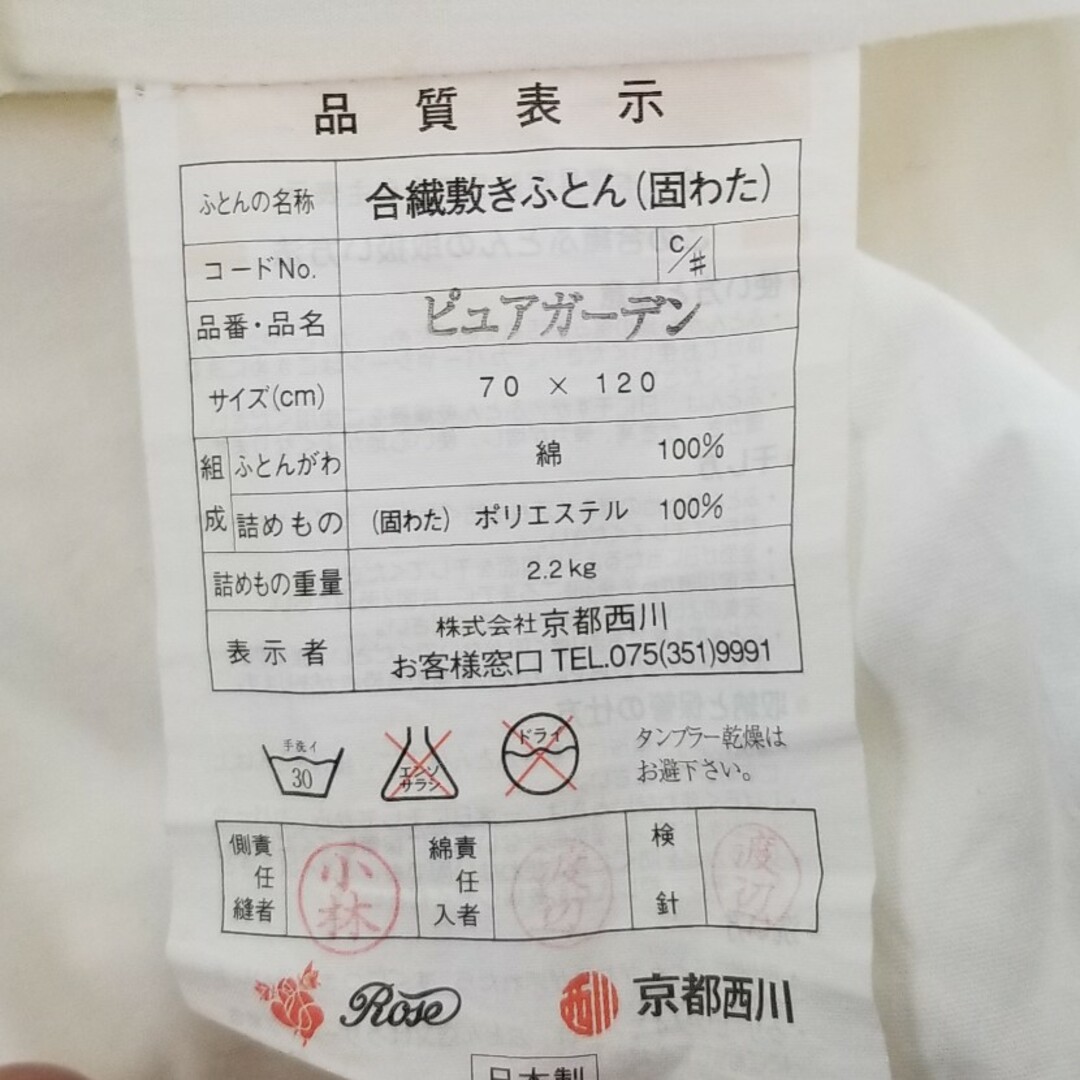 品質表示
ふとんの名称 合繊敷きふとん(固わた)
コードNo. C/#
品番・品名 ピュアガーデン
サイズ(cm) 70 × 120
組成 ふとんがわ 綿 100%
詰めもの (固わた) ポリエステル 100%
詰めもの重量 2.2kg
表示者 株式会社京都西川
お客様窓口 TEL.075(351)9991
手洗イ 30
エンソサラシ
ドライ
タンブラー乾燥は
お避下さい。
側縫責任者 小林
綿入責任者 渡辺
検針 渡辺
Rose
西川 京都西川
日本製